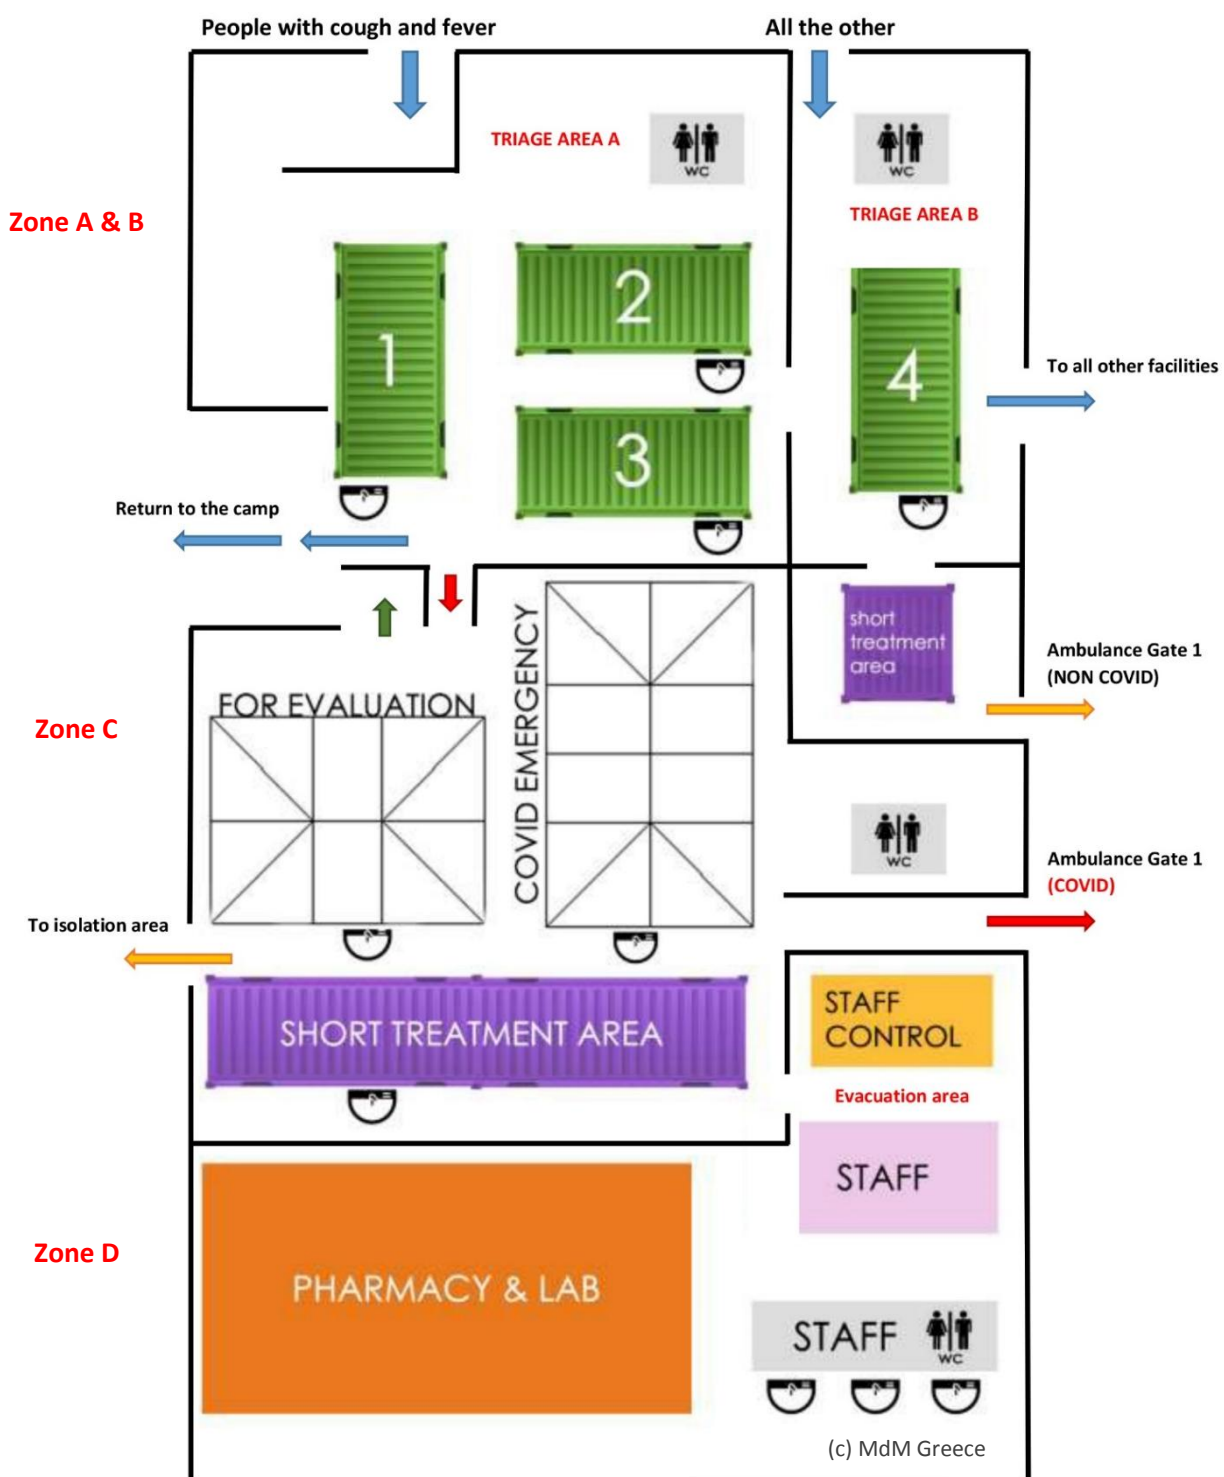 People with cough and fever
All the other
TRIAGE AREA A
WC
WC
Zone A & B
TRIAGE AREA B
1
2
3
4
To all other facilities
Return to the camp
short
treatment
area
Ambulance Gate 1
(NON COVID)
FOR EVALUATION
COVID EMERGENCY
Zone C
WC
Ambulance Gate 1
(COVID)
To isolation area
SHORT TREATMENT AREA
STAFF
CONTROL
Evacuation area
STAFF
Zone D
PHARMACY & LAB
STAFF
WC
(c) MdM Greece